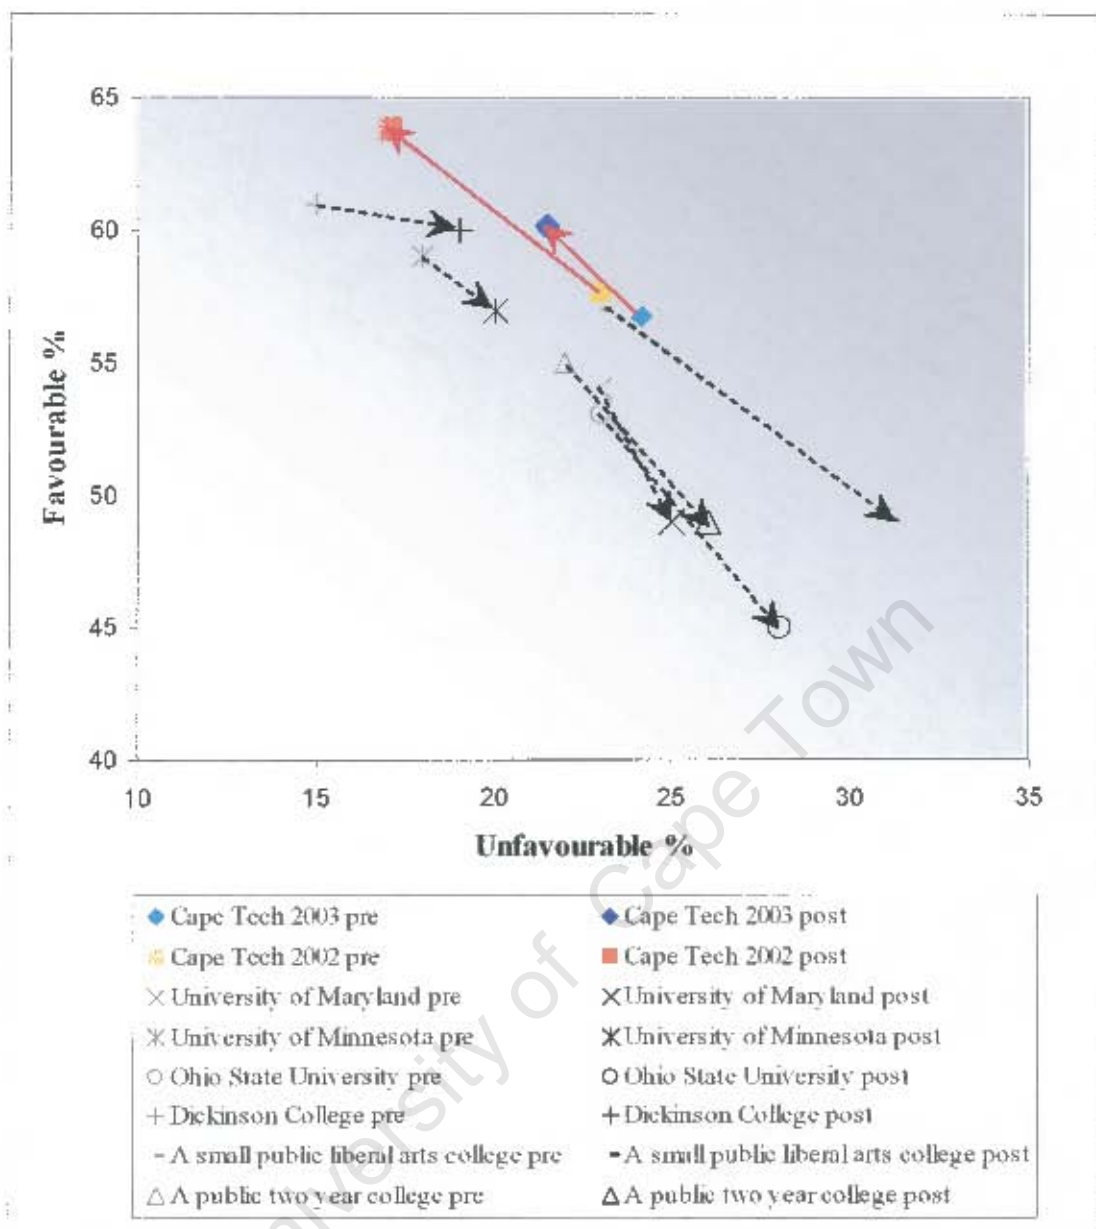 65
60
55
50
45
40
10 15 20 25 30 35
Favourable %
Unfavourable %
Cape Tech 2003 pre
Cape Tech 2003 post
Cape Tech 2002 pre
Cape Tech 2002 post
University of Maryland pre
University of Maryland post
University of Minnesota pre
University of Minnesota post
Ohio State University pre
Ohio State University post
Dickinson College pre
Dickinson College post
A small public liberal arts college pre
A small public liberal arts college post
A public two year college pre
A public two year college post
University of Cape Town